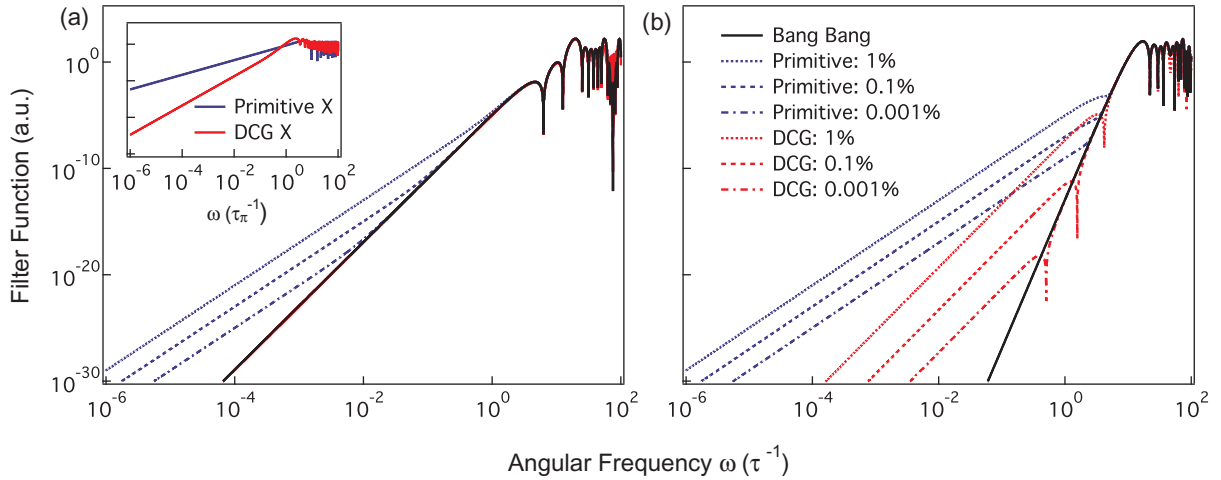 (a)
(b)
Filter Function (a.u.)
10^0
10^-10
10^-20
10^-30
10^-6 10^-4 10^-2 10^0 10^2
Primitive X
DCG X
10^-6 10^-4 10^-2 10^0 10^2
ω (τ_π^-1)
Bang Bang
Primitive: 1%
Primitive: 0.1%
Primitive: 0.001%
DCG: 1%
DCG: 0.1%
DCG: 0.001%
10^-6 10^-4 10^-2 10^0 10^2
Angular Frequency ω (τ^-1)